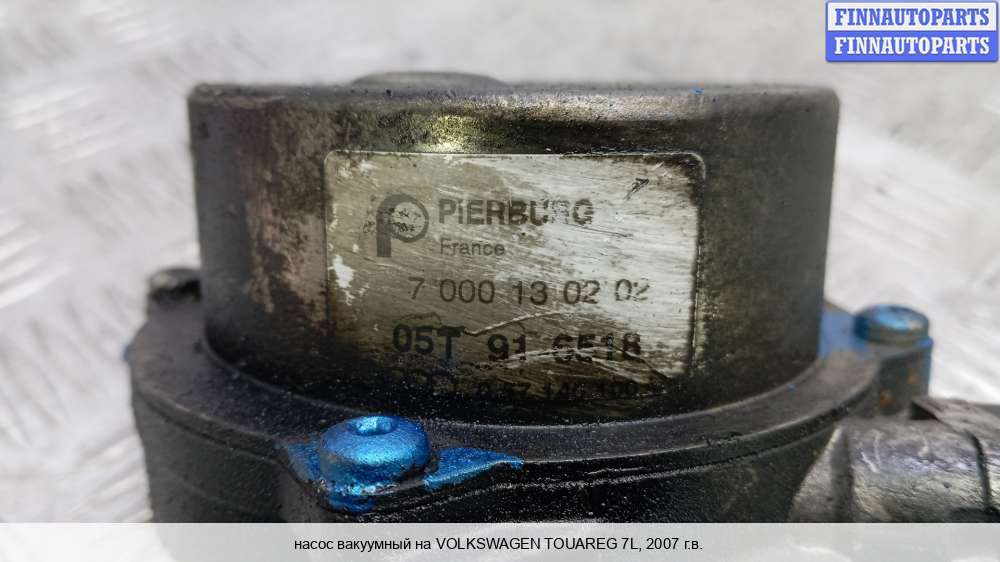 FINNAUTOPARTS
FINNAUTOPARTS
PIERBURG
France
7 000 13 02 02
05T 91 6518
насос вакуумный на VOLKSWAGEN TOUAREG 7L, 2007 г.в.